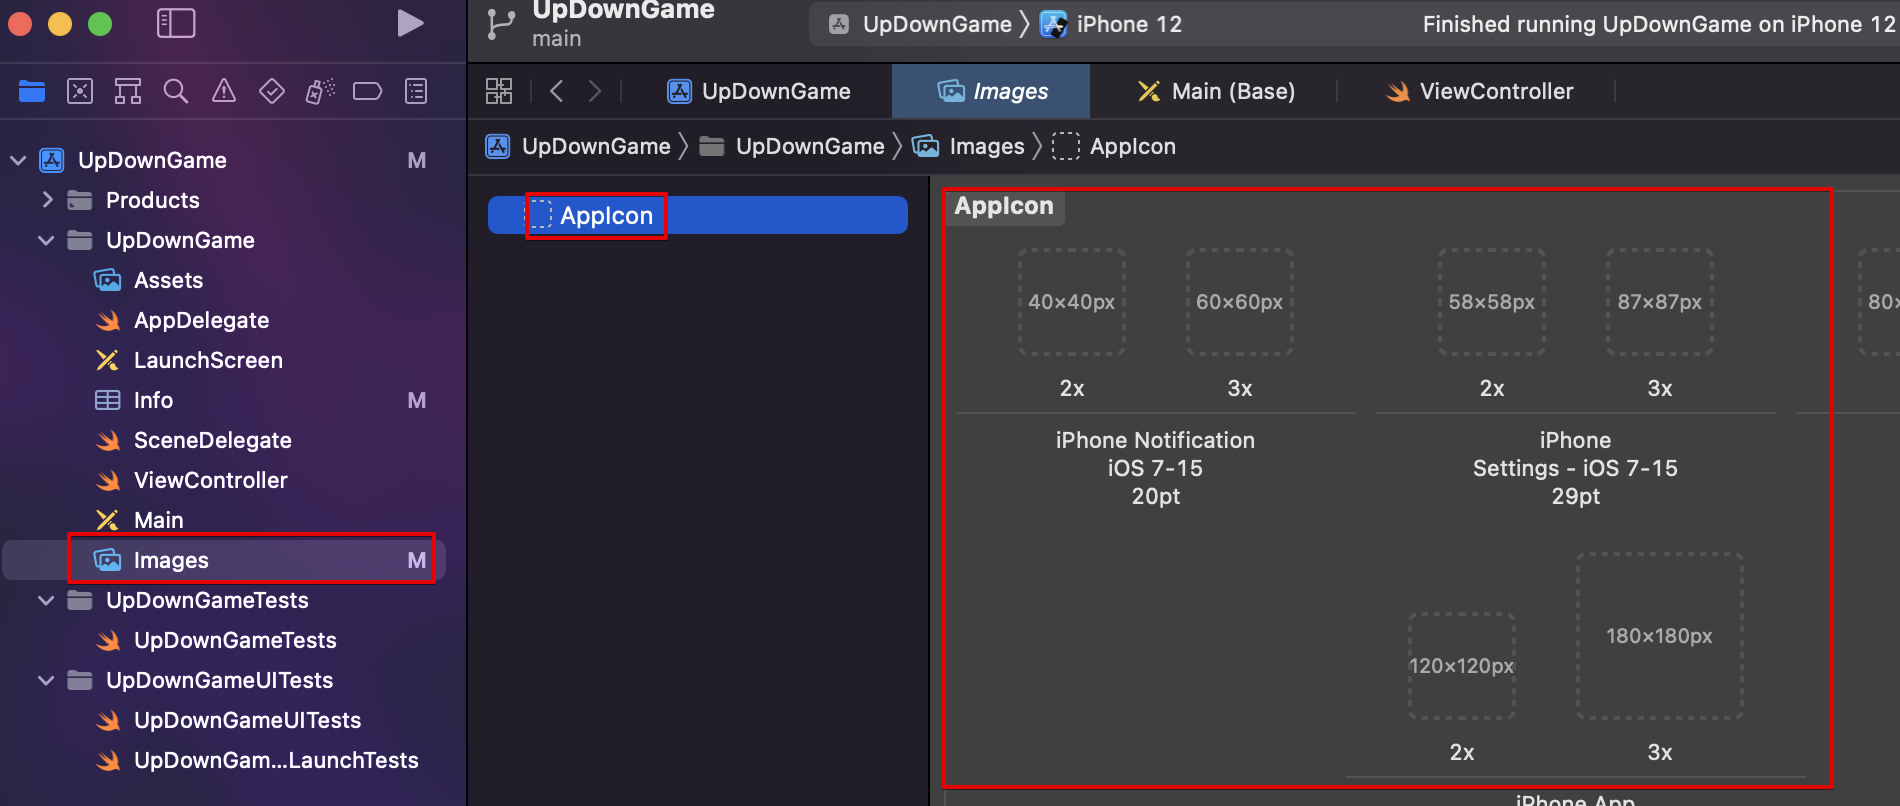 UpDownGame
main
UpDownGame
iPhone 12
Finished running UpDownGame on iPhone 12
UpDownGame
Images
Main (Base)
ViewController
UpDownGame
UpDownGame
Images
AppIcon
UpDownGame M
Products
UpDownGame
Assets
AppDelegate
LaunchScreen
Info M
SceneDelegate
ViewController
Main
Images M
UpDownGameTests
UpDownGameTests
UpDownGameUITests
UpDownGameUITests
UpDownGam...LaunchTests
AppIcon
AppIcon
40×40px 60×60px 58×58px 87×87px 80×
2x 3x 2x 3x
iPhone Notification
iOS 7-15
20pt
iPhone
Settings - iOS 7-15
29pt
120×120px 180×180px
2x 3x
iPhone App